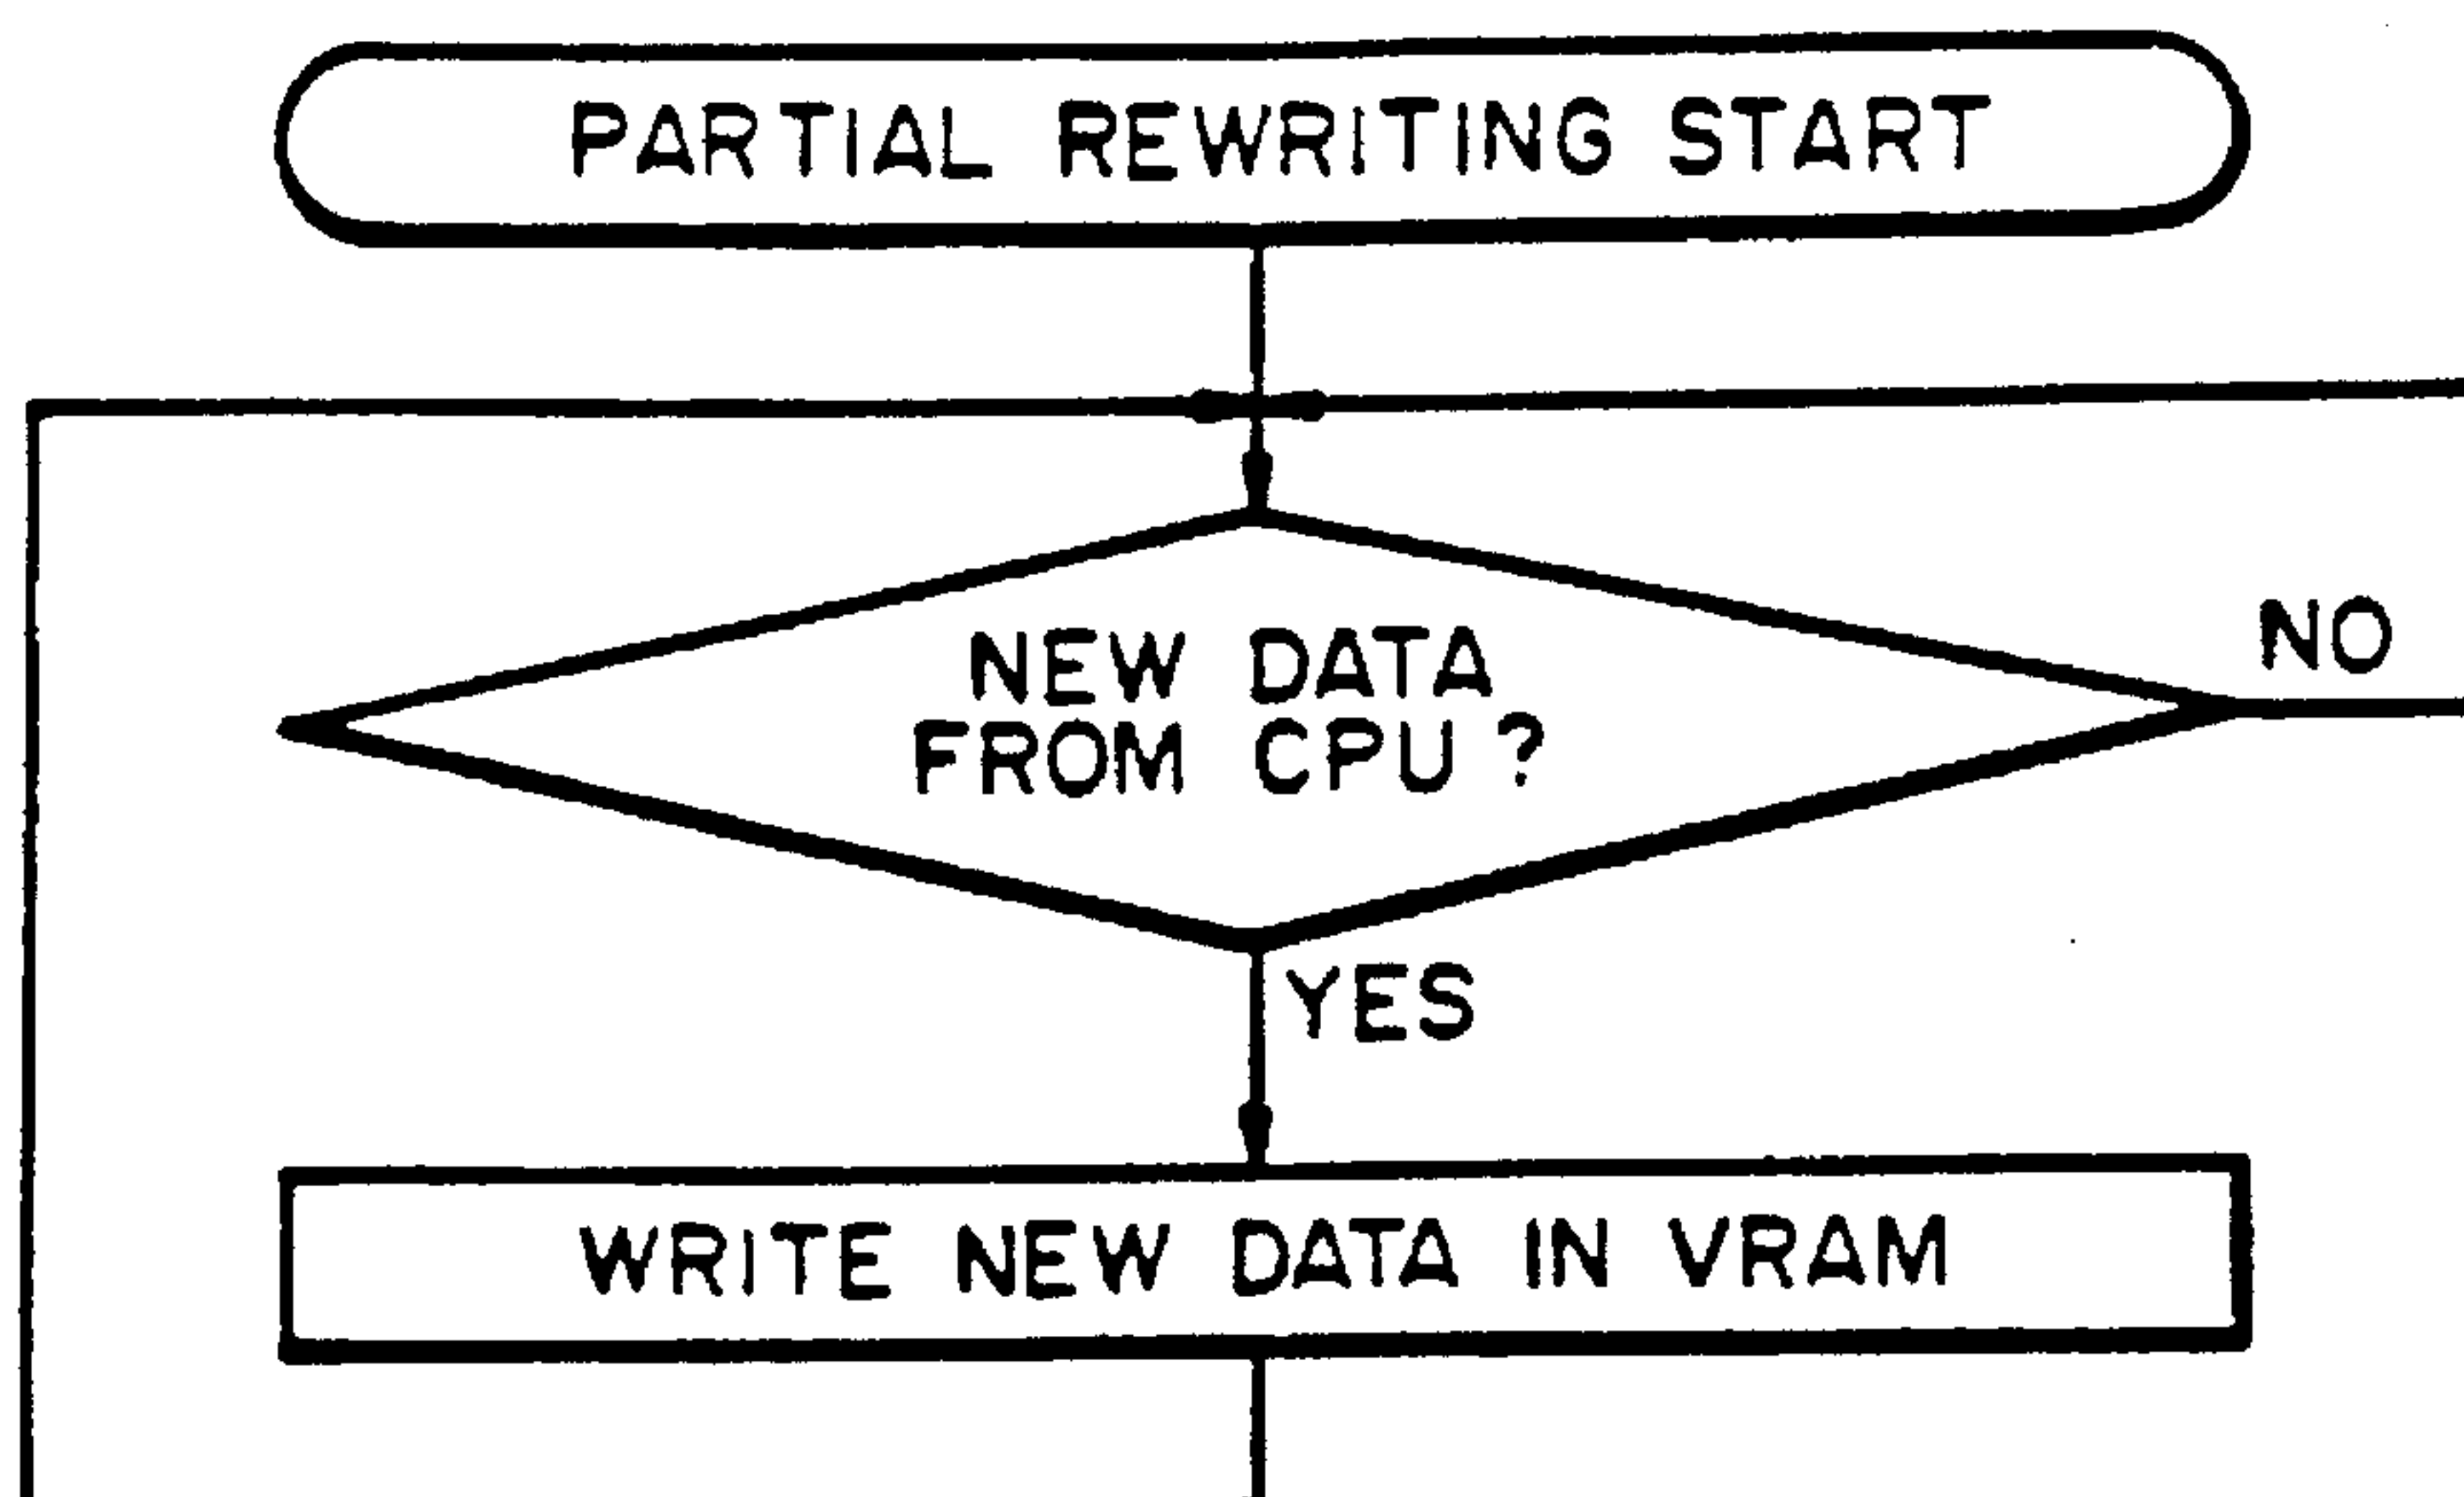 PARTIAL REWRITING START
NEW DATA
FROM CPU ?
NO
YES
WRITE NEW DATA IN VRAM